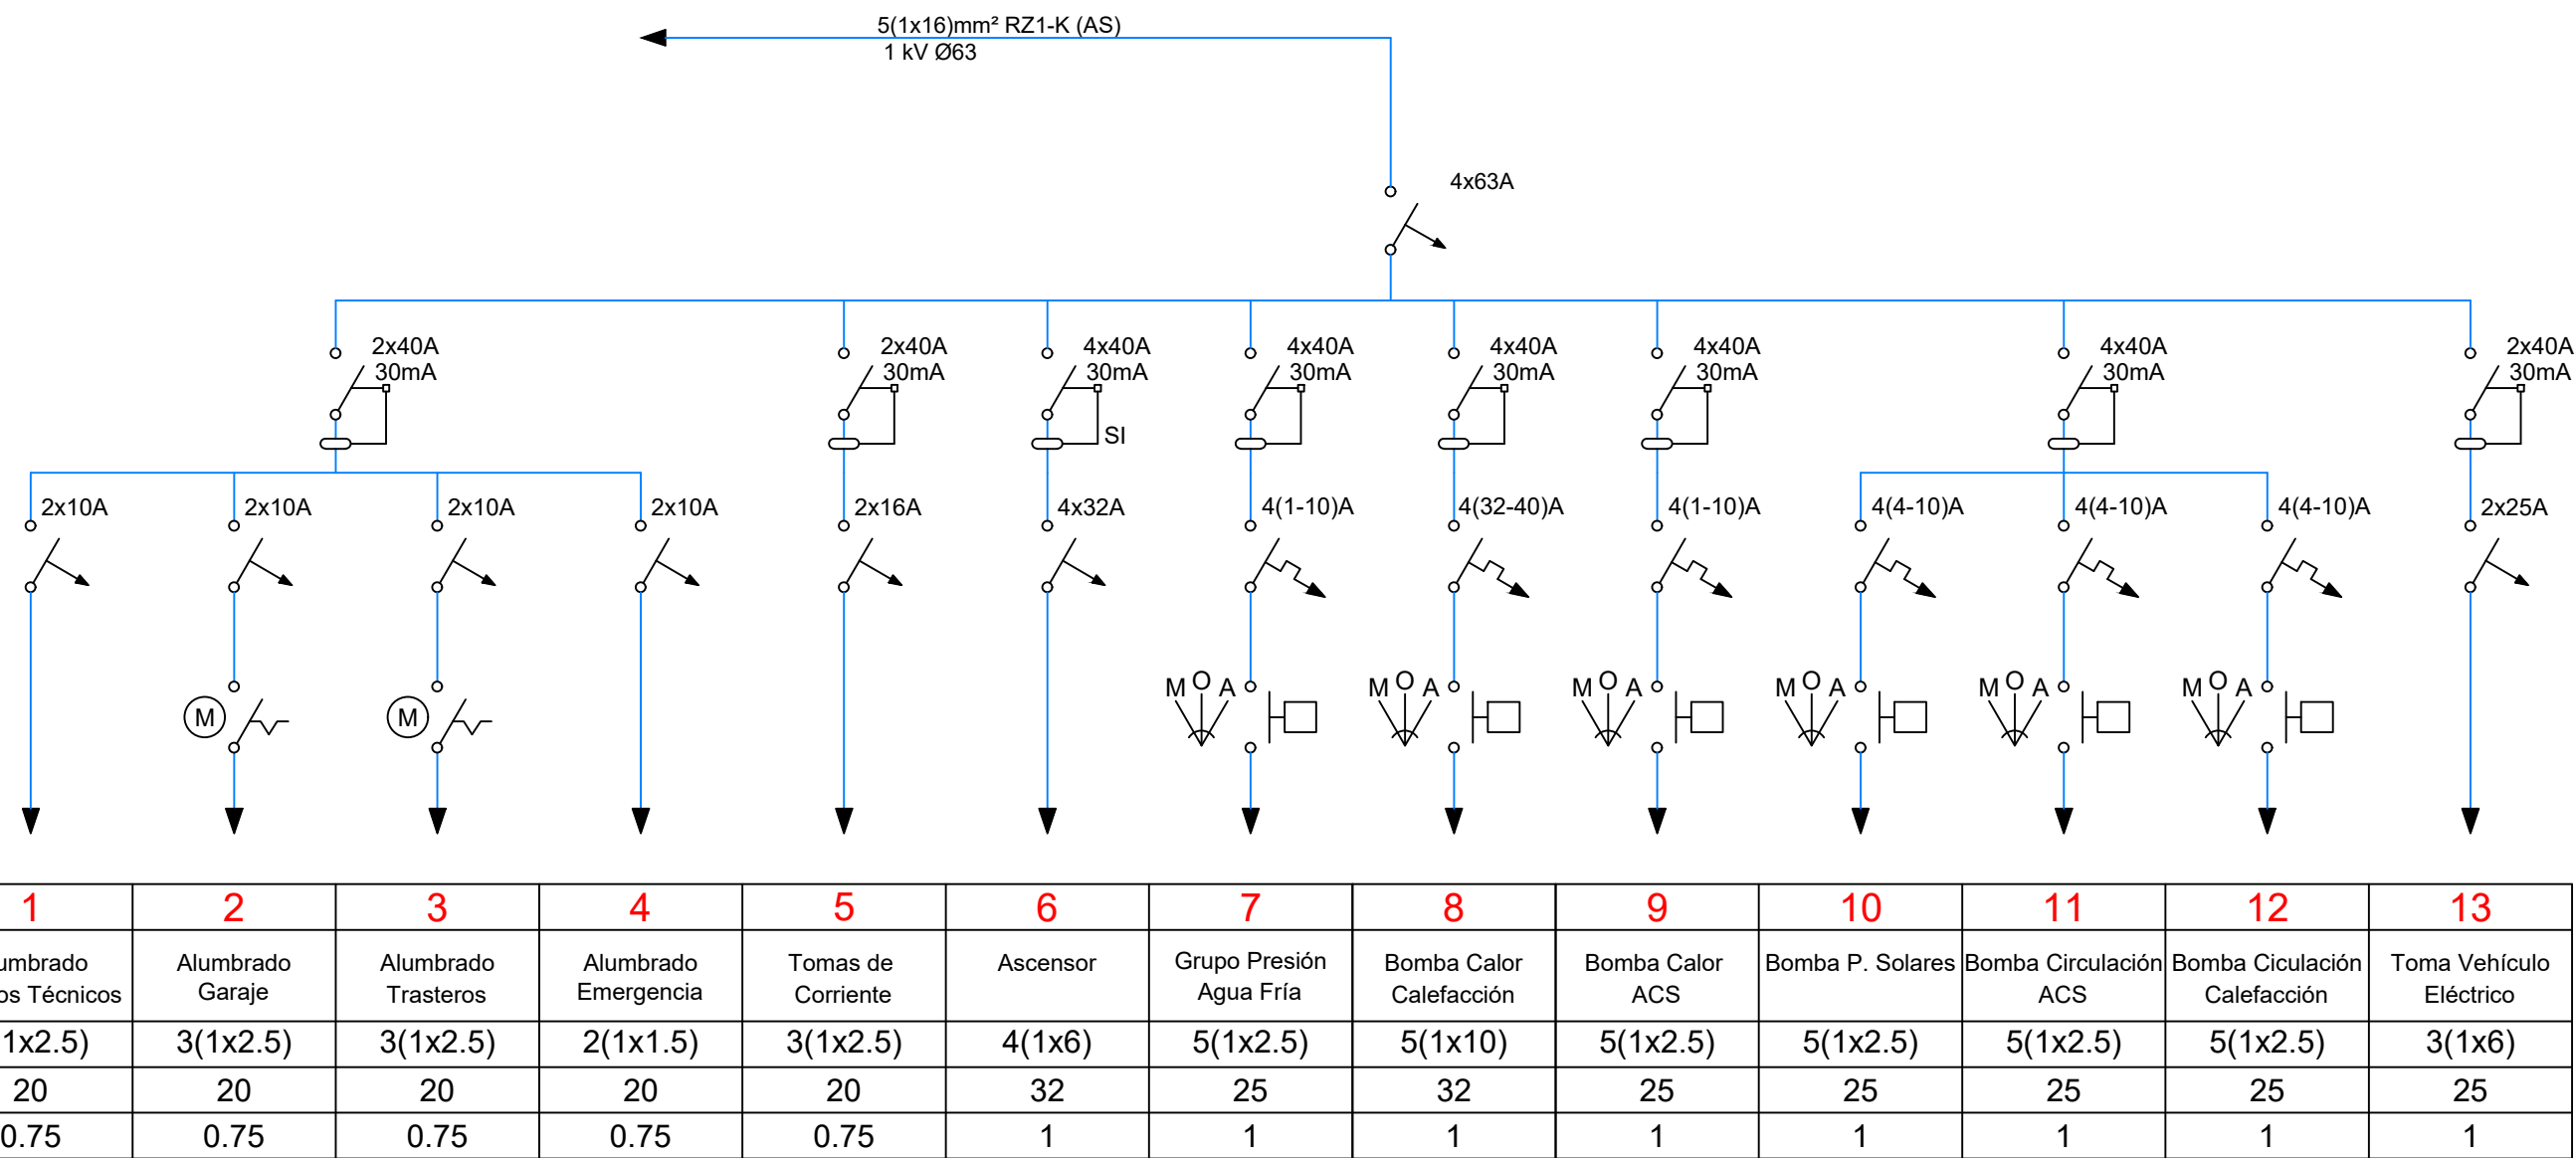 5(1x16)mm² RZ1-K (AS)
1 kV Ø63
4x63A
2x40A 2x40A 4x40A 4x40A 4x40A 4x40A 4x40A 2x40A
30mA 30mA 30mA 30mA 30mA 30mA 30mA 30mA
SI
2x10A 2x10A 2x10A 2x10A 2x16A 4x32A 4(1-10)A 4(32-40)A 4(1-10)A 4(4-10)A 4(4-10)A 4(4-10)A 2x25A
M M M O A M O A M O A M O A M O A M O A
1 2 3 4 5 6 7 8 9 10 11 12 13
umbrado
os Técnicos
Alumbrado
Garaje
Alumbrado
Trasteros
Alumbrado
Emergencia
Tomas de
Corriente
Ascensor
Grupo Presión
Agua Fría
Bomba Calor
Calefacción
Bomba Calor
ACS
Bomba P. Solares
Bomba Circulación
ACS
Bomba Ciculación
Calefacción
Toma Vehículo
Eléctrico
1x2.5) 3(1x2.5) 3(1x2.5) 2(1x1.5) 3(1x2.5) 4(1x6) 5(1x2.5) 5(1x10) 5(1x2.5) 5(1x2.5) 5(1x2.5) 5(1x2.5) 3(1x6)
20 20 20 20 20 32 25 32 25 25 25 25 25
0.75 0.75 0.75 0.75 0.75 1 1 1 1 1 1 1 1